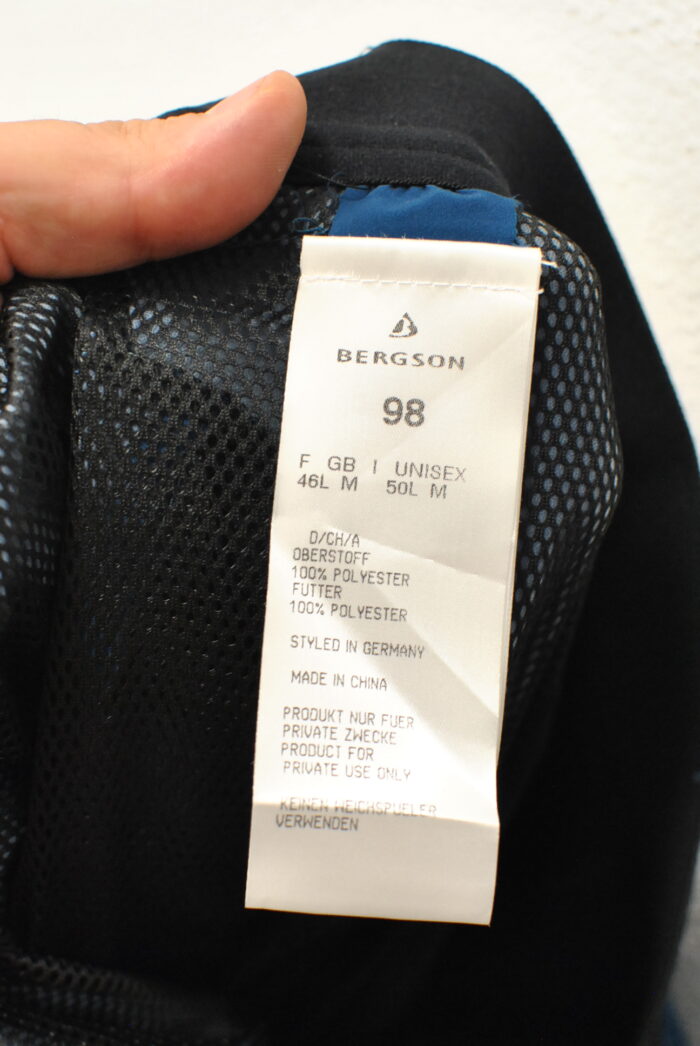 BERGSON
98
F GB I UNISEX
46L M 50L M
D/CH/A
OBERSTOFF
100% POLYESTER
FUTTER
100% POLYESTER
STYLED IN GERMANY
MADE IN CHINA
PRODUKT NUR FUER
PRIVATE ZWECKE
PRODUCT FOR
PRIVATE USE ONLY
KEINEN WEICHSPUELER
VERWENDEN